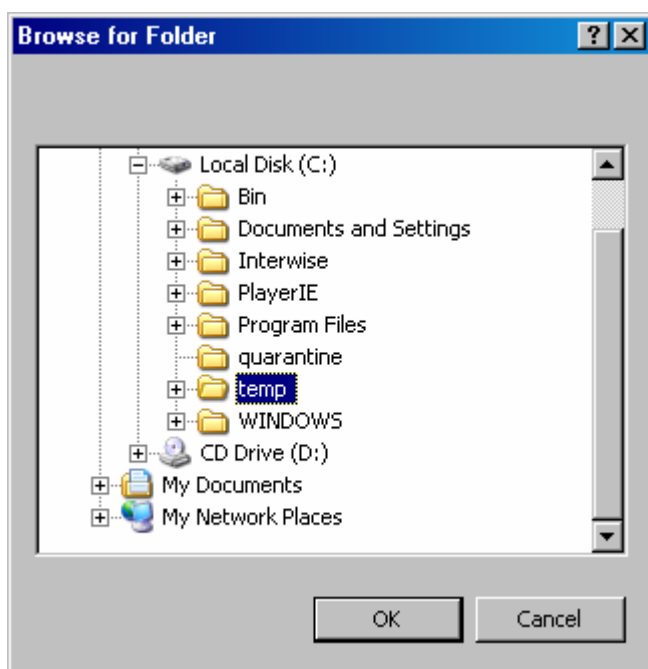 Browse for Folder
Local Disk (C:)
Bin
Documents and Settings
Interwise
PlayerIE
Program Files
quarantine
temp
WINDOWS
CD Drive (D:)
My Documents
My Network Places
OK Cancel